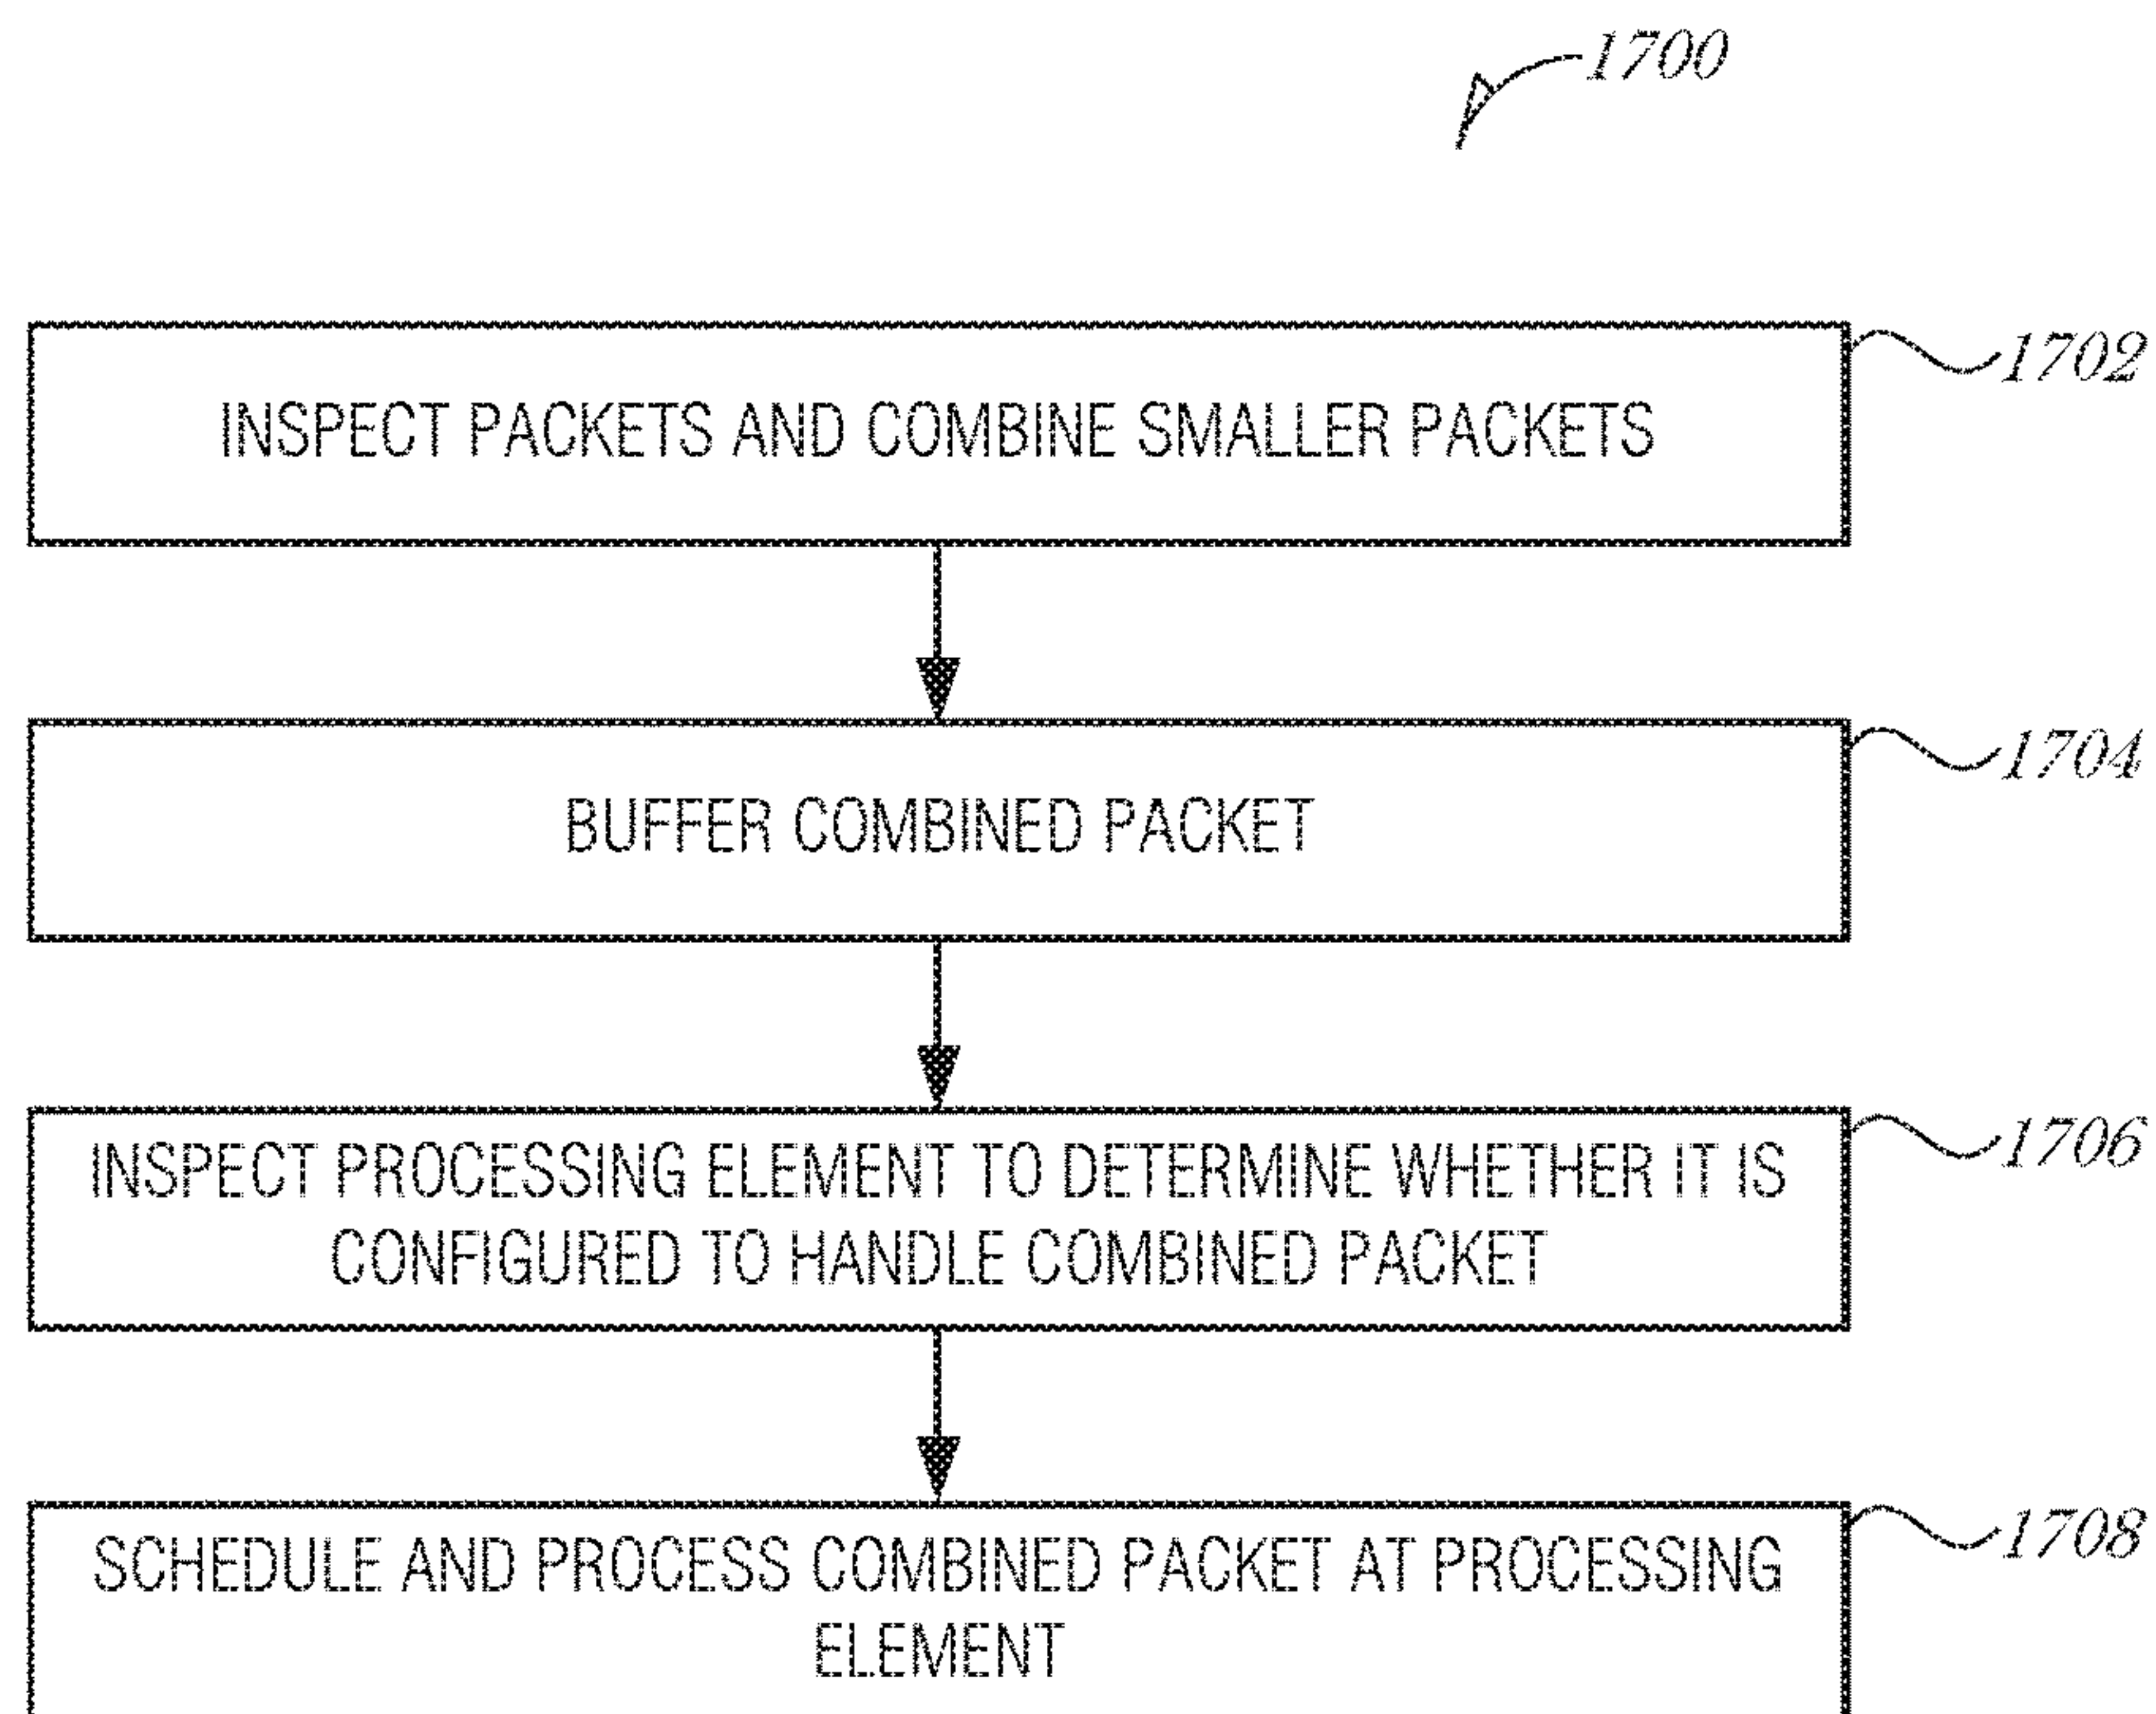 1700
INSPECT PACKETS AND COMBINE SMALLER PACKETS
1702
BUFFER COMBINED PACKET
1704
INSPECT PROCESSING ELEMENT TO DETERMINE WHETHER IT IS
CONFIGURED TO HANDLE COMBINED PACKET
1706
SCHEDULE AND PROCESS COMBINED PACKET AT PROCESSING
ELEMENT
1708